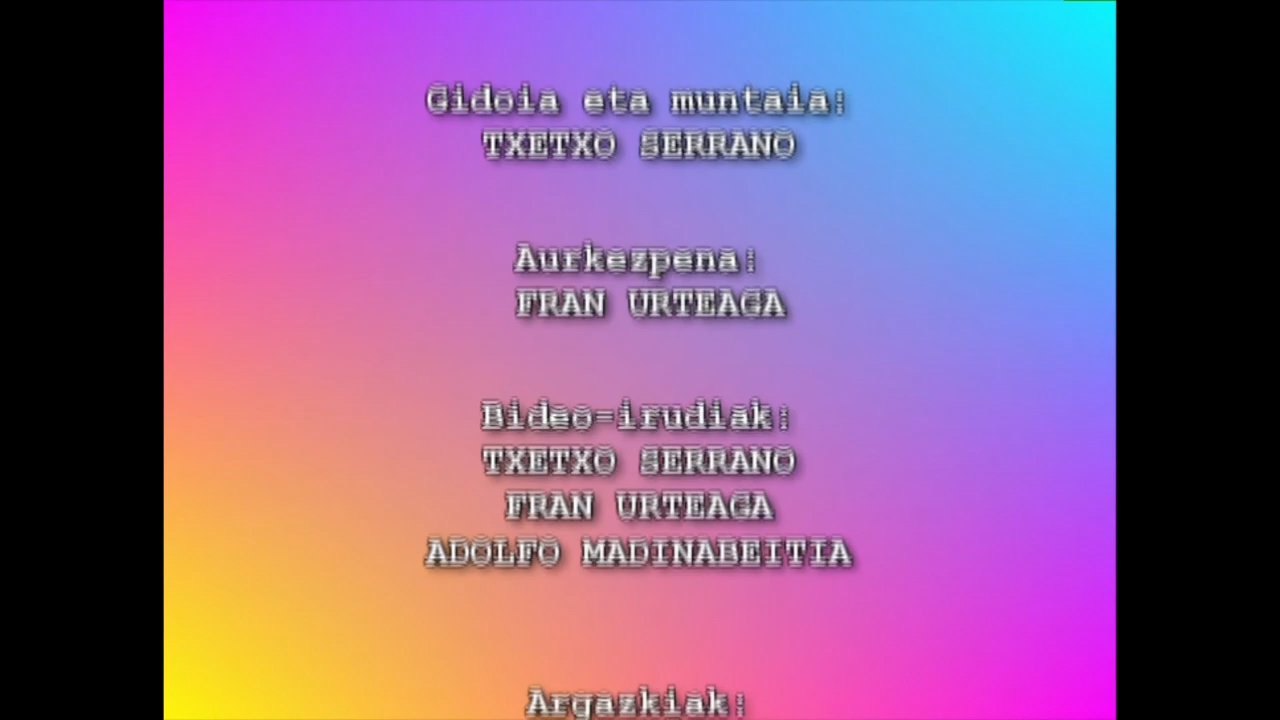 Gidoia eta muntaia:
TXETXO SERRANO
Aurkezpena:
FRAN URTEAGA
Bideo-irudiak:
TXETXO SERRANO
FRAN URTEAGA
ADOLFO MADINABEITIA
Argazkiak: